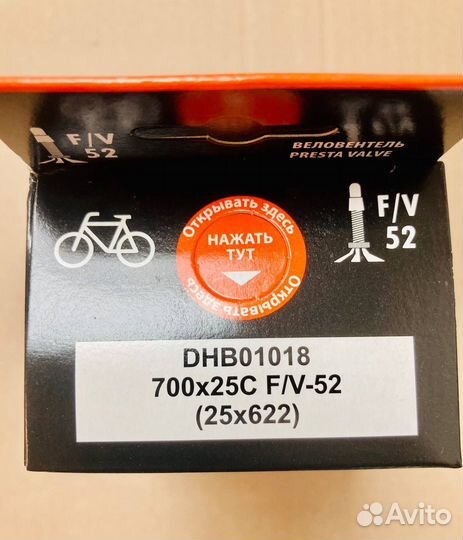 F/V
52
ВЕЛОВЕНТЕЛЬ
PRESTA VALVE
Открывать здесь
НАЖАТЬ
ТУТ
Открывать здесь
F/V
52
DHB01018
700x25C F/V-52
(25x622)
Avito